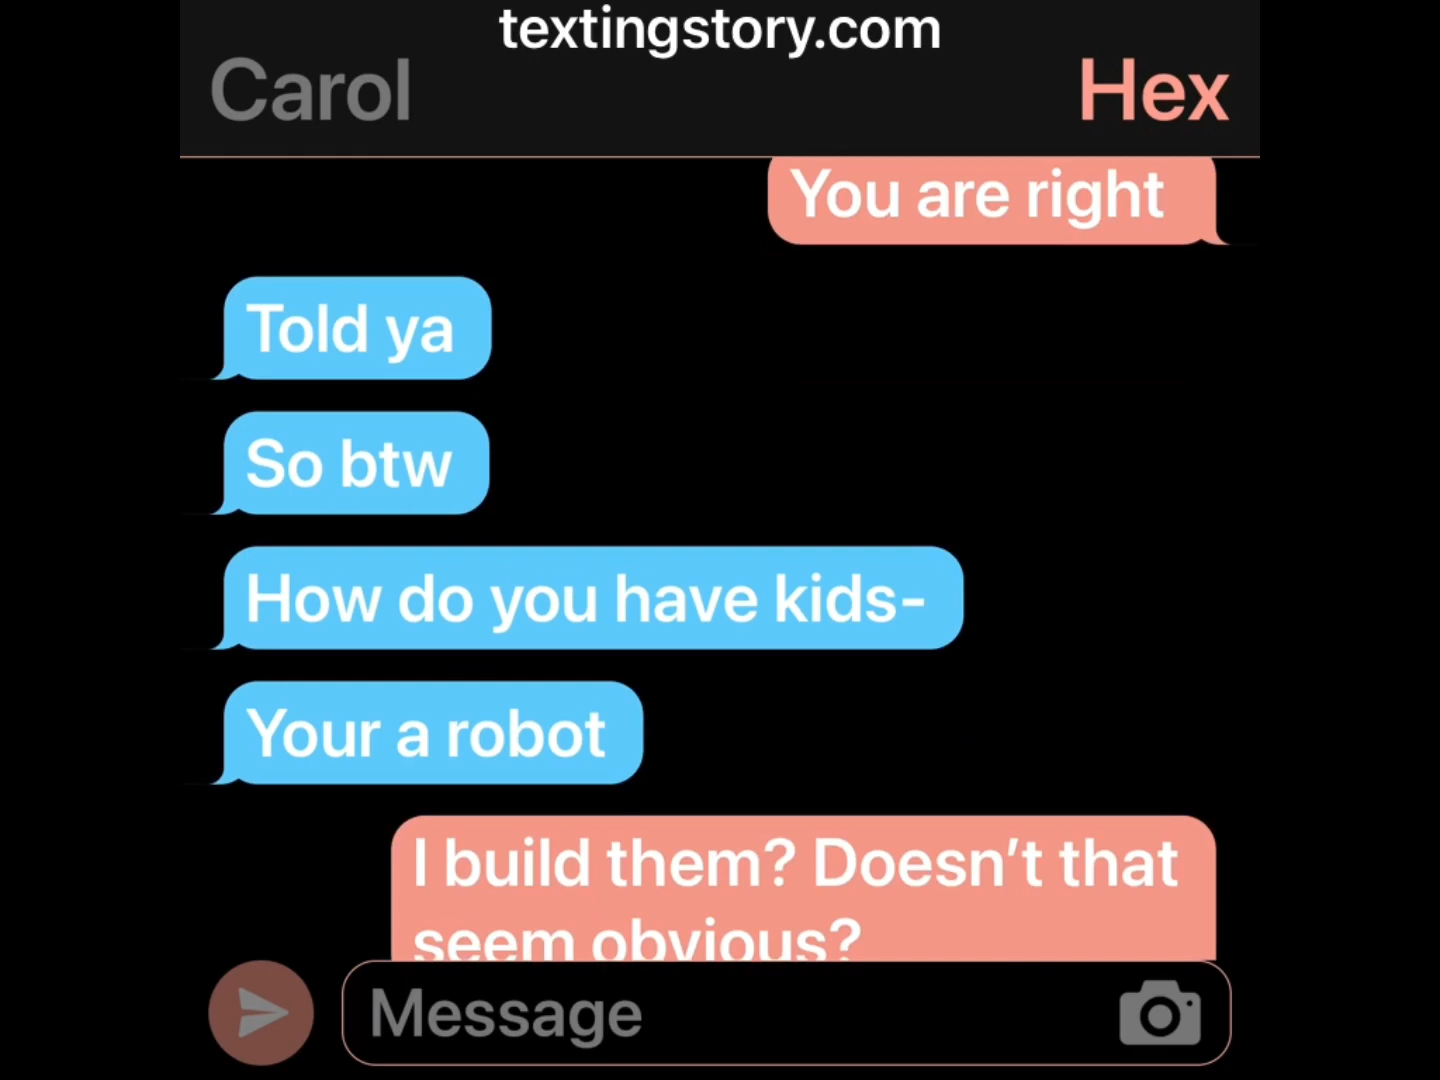 textingstory.com
Carol
Hex
You are right
Told ya
So btw
How do you have kids-
Your a robot
I build them? Doesn't that
seem obvious?
Message